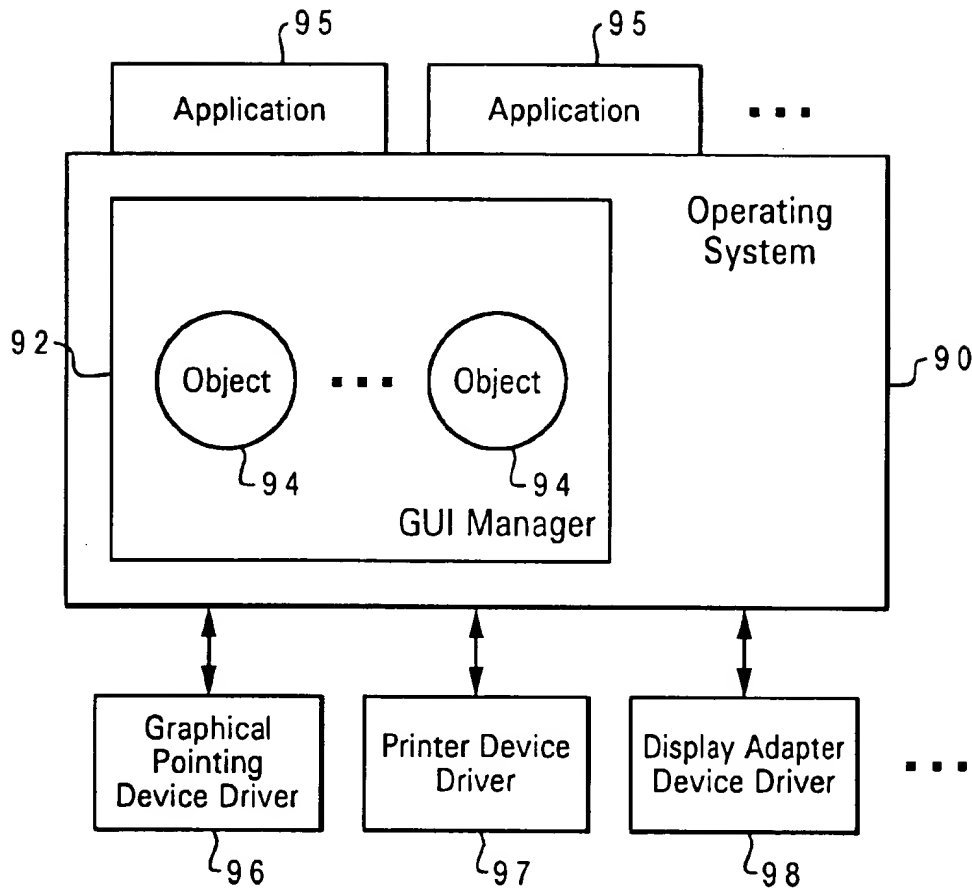 95 95
Application Application
Operating
System
92
90
Object Object
94 94
GUI Manager
Graphical
Pointing
Device Driver
Printer Device
Driver
Display Adapter
Device Driver
96 97 98